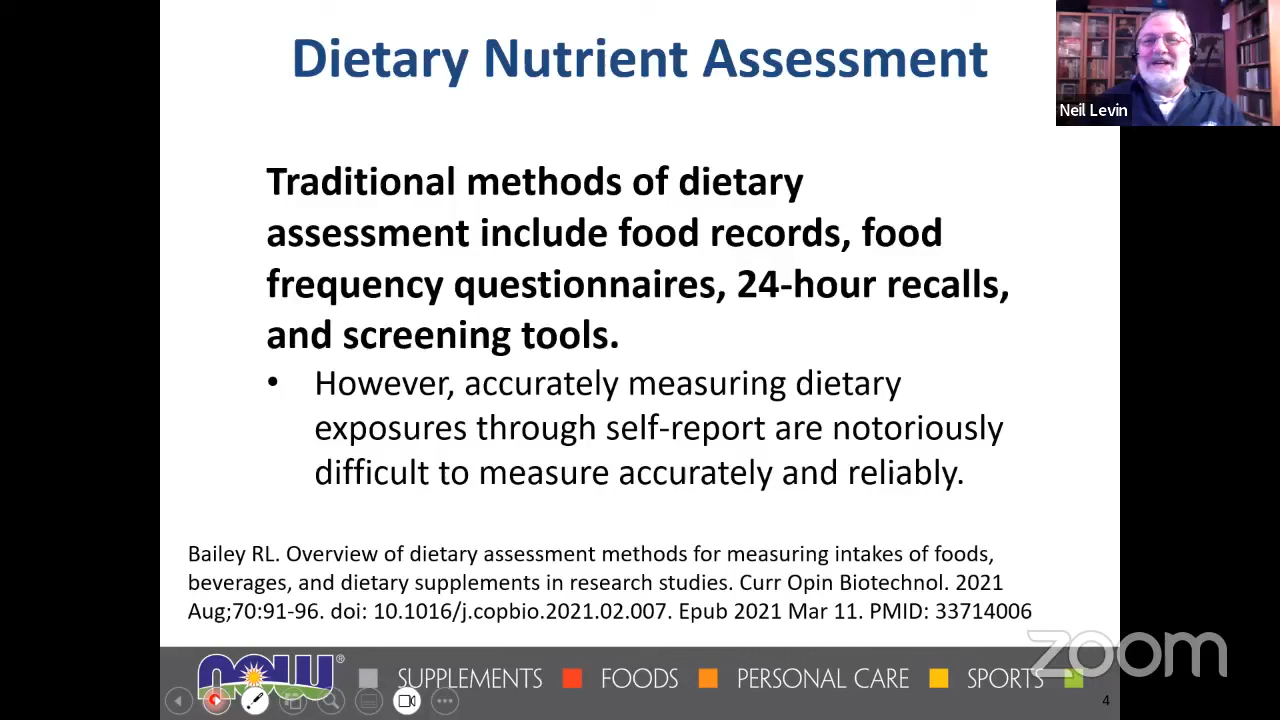 Dietary Nutrient Assessment
Neil Levin
Traditional methods of dietary
assessment include food records, food
frequency questionnaires, 24-hour recalls,
and screening tools.
• However, accurately measuring dietary
exposures through self-report are notoriously
difficult to measure accurately and reliably.
Bailey RL. Overview of dietary assessment methods for measuring intakes of foods,
beverages, and dietary supplements in research studies. Curr Opin Biotechnol. 2021
Aug;70:91-96. doi: 10.1016/j.copbio.2021.02.007. Epub 2021 Mar 11. PMID: 33714006
NOW® SUPPLEMENTS FOODS PERSONAL CARE SPORTS
zoom
4